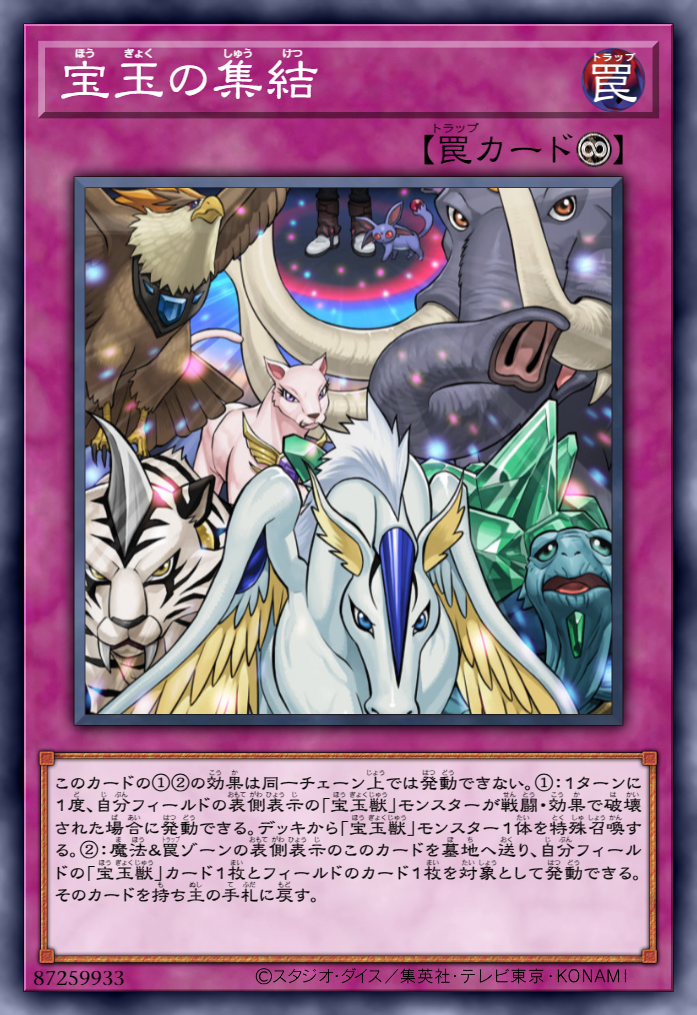 宝玉の集結
罠
【罠カード】
このカードの①②の効果は同一チェーン上では発動できない。①:1ターンに
1度、自分フィールドの表側表示の「宝玉獣」モンスターが戦闘・効果で破壊
された場合に発動できる。デッキから「宝玉獣」モンスター1体を特殊召喚す
る。②:魔法&罠ゾーンの表側表示のこのカードを墓地へ送り、自分フィール
ドの「宝玉獣」カード1枚とフィールドのカード1枚を対象として発動できる。
そのカードを持ち主の手札に戻す。
87259933 ©スタジオ・ダイス/集英社・テレビ東京・KONAMI